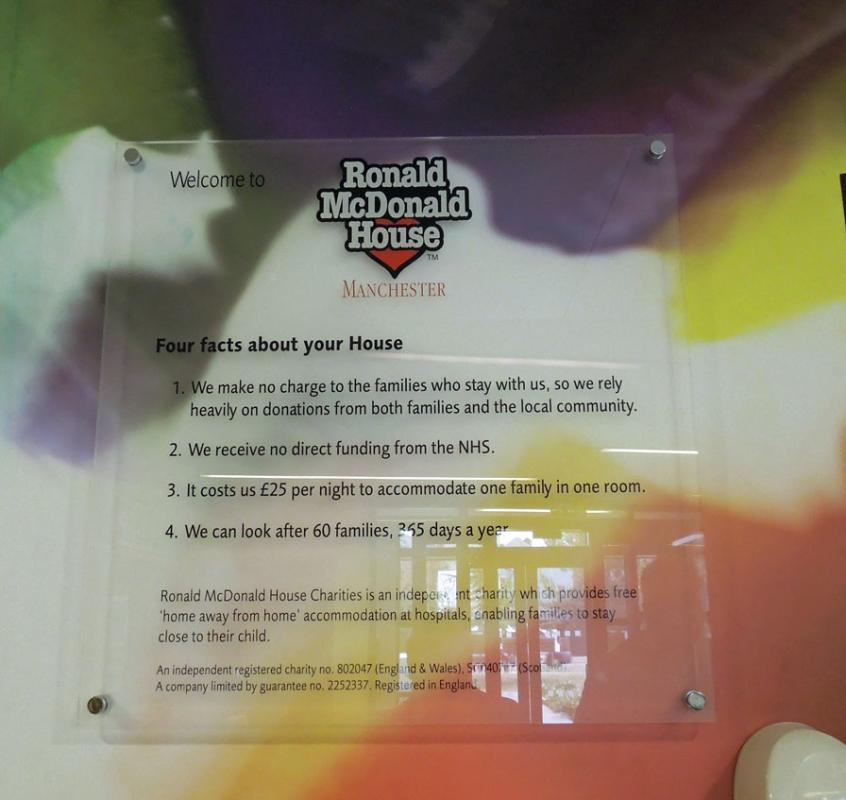 Welcome to
Ronald
McDonald
House
TM
MANCHESTER
Four facts about your House
1. We make no charge to the families who stay with us, so we rely
heavily on donations from both families and the local community.
2. We receive no direct funding from the NHS.
3. It costs us £25 per night to accommodate one family in one room.
4. We can look after 60 families, 365 days a year
Ronald McDonald House Charities is an independent charity which provides free
'home away from home' accommodation at hospitals, enabling families to stay
close to their child.
An independent registered charity no. 802047 (England & Wales), (Scotland)
A company limited by guarantee no. 2252337. Registered in England.